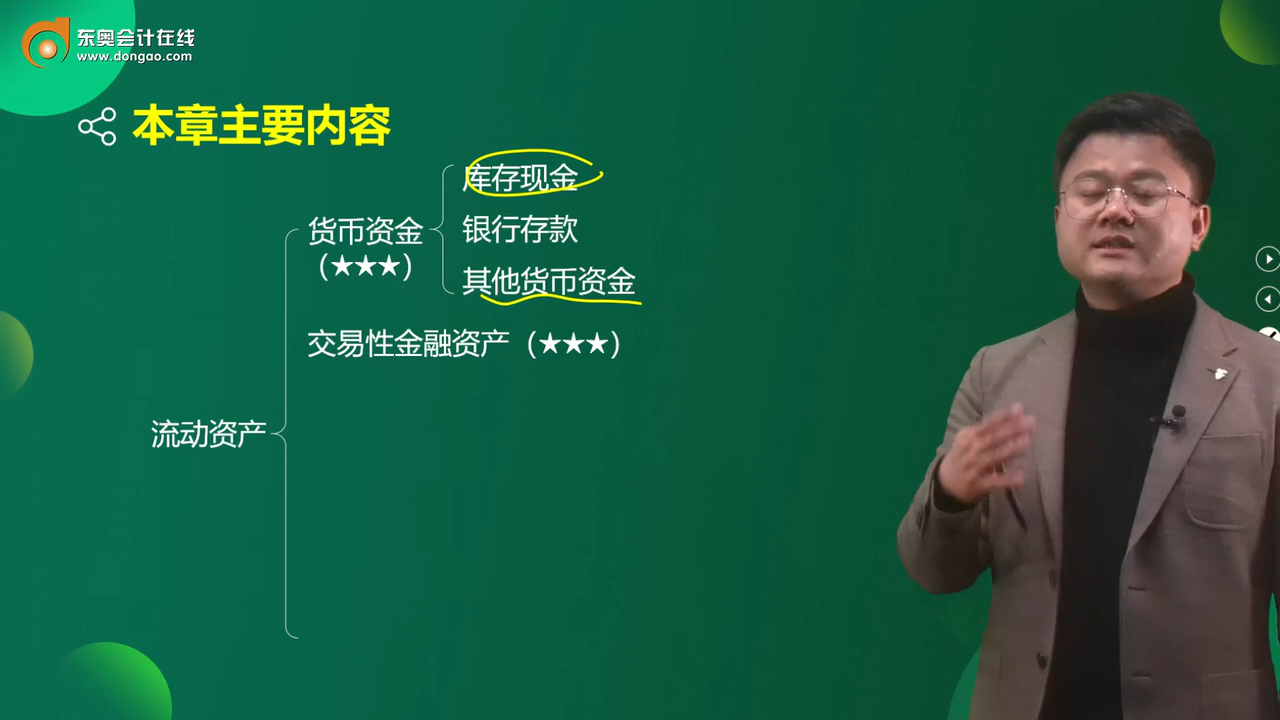 东奥会计在线
www.dongao.com
本章主要内容
库存现金
货币资金
银行存款
（★★★）
其他货币资金
交易性金融资产（★★★）
流动资产